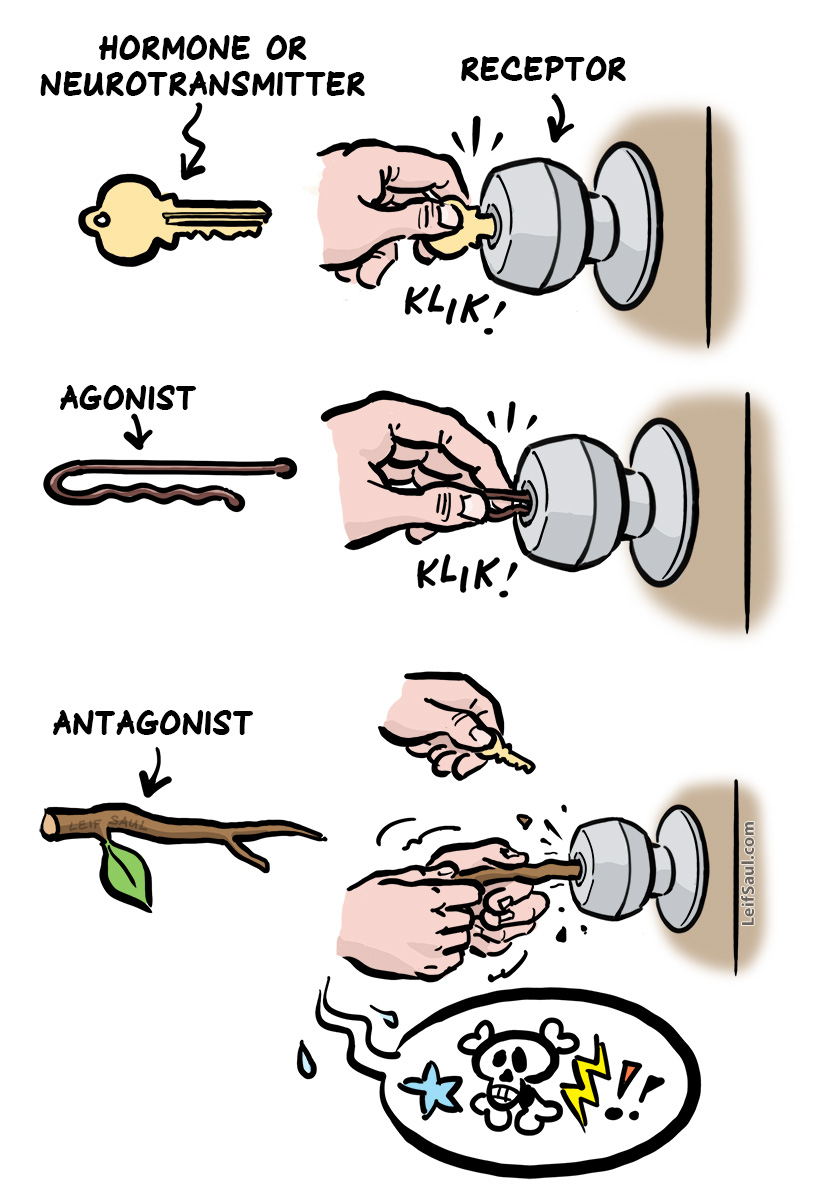 HORMONE OR
NEUROTRANSMITTER
RECEPTOR
KLIK!
AGONIST
KLIK!
ANTAGONIST
LEIF SAUL
LeifSaul.com
!!